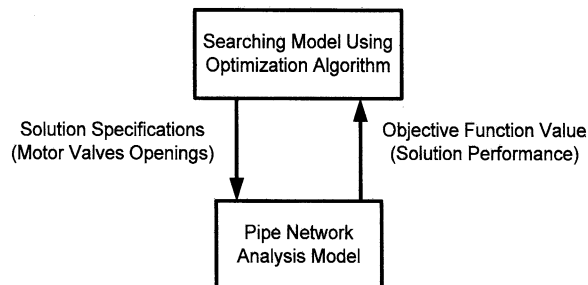 Searching Model Using
Optimization Algorithm
Solution Specifications
(Motor Valves Openings)
Objective Function Value
(Solution Performance)
Pipe Network
Analysis Model